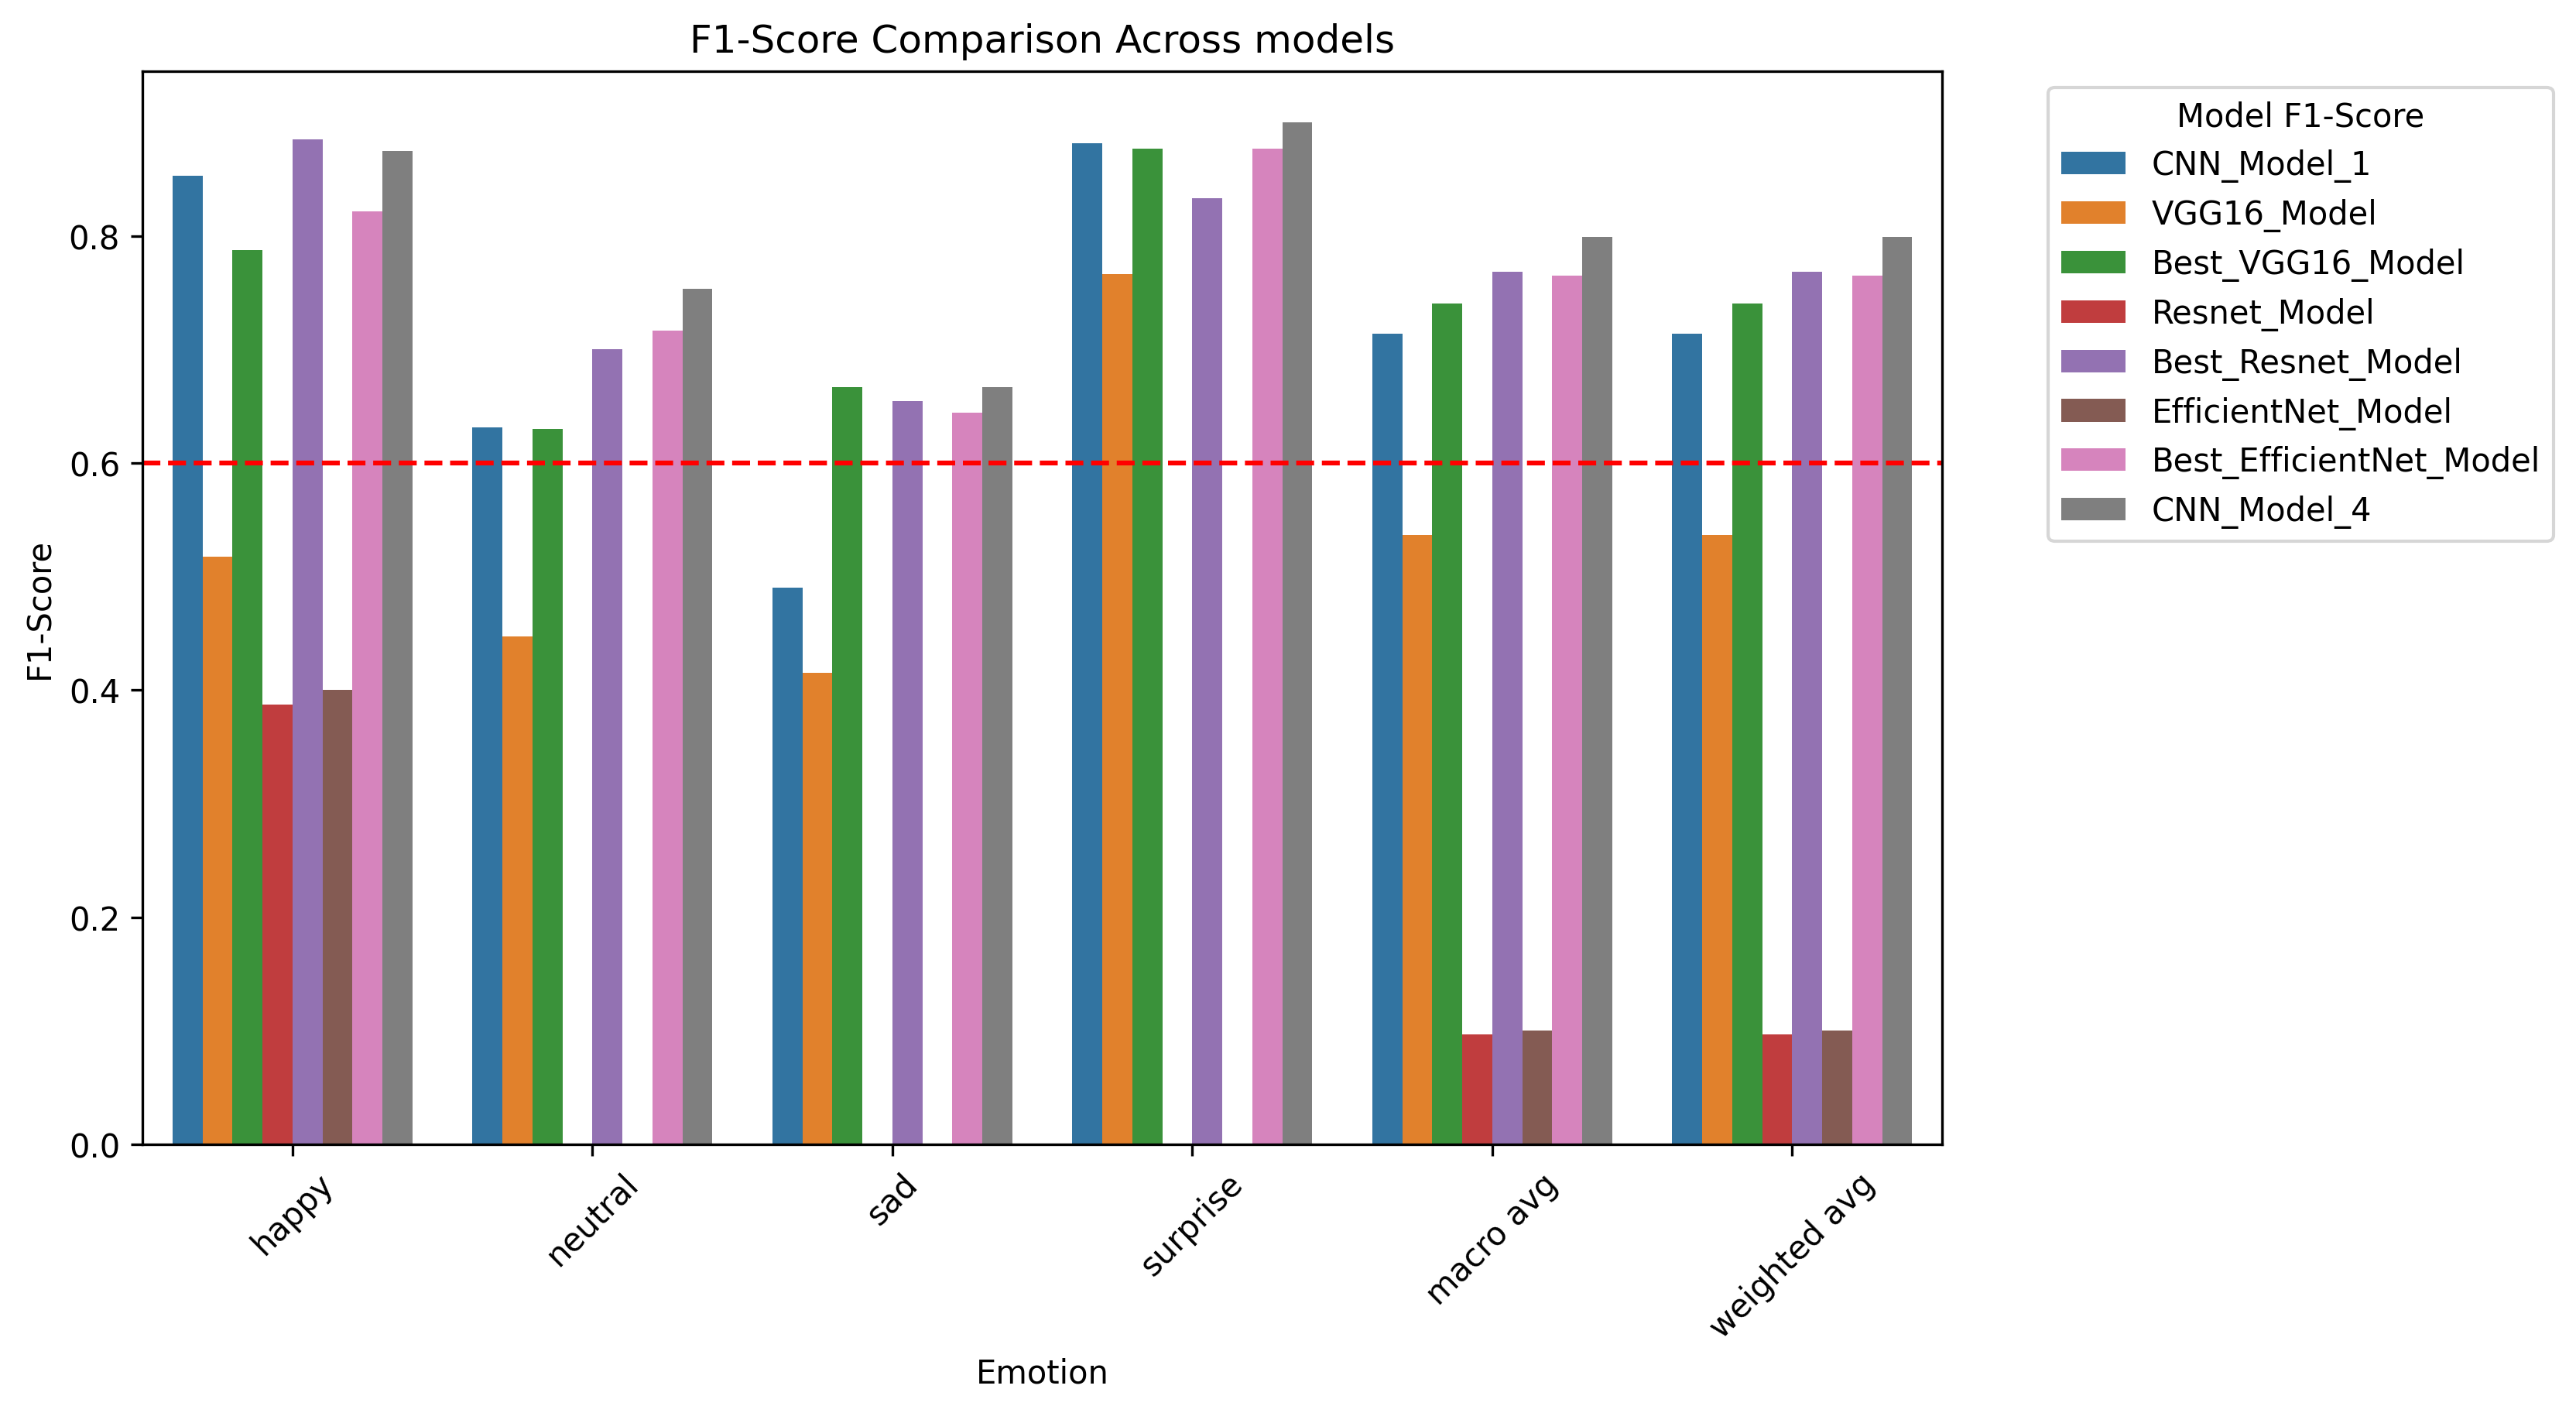 F1-Score Comparison Across models
F1-Score
0.8
0.6
0.4
0.2
0.0
happy
neutral
sad
surprise
macro avg
weighted avg
Emotion
Model F1-Score
CNN_Model_1
VGG16_Model
Best_VGG16_Model
Resnet_Model
Best_Resnet_Model
EfficientNet_Model
Best_EfficientNet_Model
CNN_Model_4